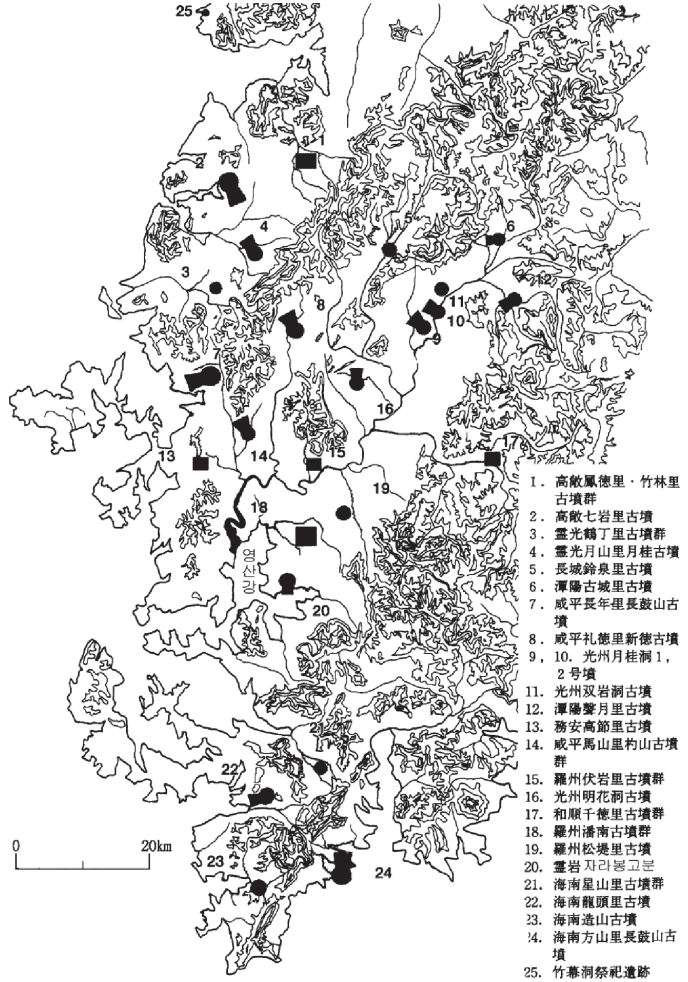 25
1
2
4
6
5
3
12
8
11
10
9
7
16
14
15
13
17
19
18
영산강
20
21
22
23
24
0 20km
1. 高敞鳳徳里・竹林里
古墳群
2. 高敞七岩里古墳
3. 霊光鶴丁里古墳群
4. 霊光月山里月桂古墳
5. 長城鈴泉里古墳
6. 潭陽古城里古墳
7. 咸平長年里長鼓山古
墳
8. 咸平礼徳里新徳古墳
9, 10. 光州月桂洞1,
2号墳
11. 光州双岩洞古墳
12. 潭陽聲月里古墳
13. 務安高節里古墳
14. 咸平馬山里杓山古墳
群
15. 羅州伏岩里古墳群
16. 光州明花洞古墳
17. 和順千徳里古墳群
18. 羅州潘南古墳群
19. 羅州松堤里古墳
20. 霊岩자라봉고분
21. 海南星山里古墳群
22. 海南龍頭里古墳
23. 海南造山古墳
24. 海南方山里長鼓山古
墳
25. 竹幕洞祭祀遺跡